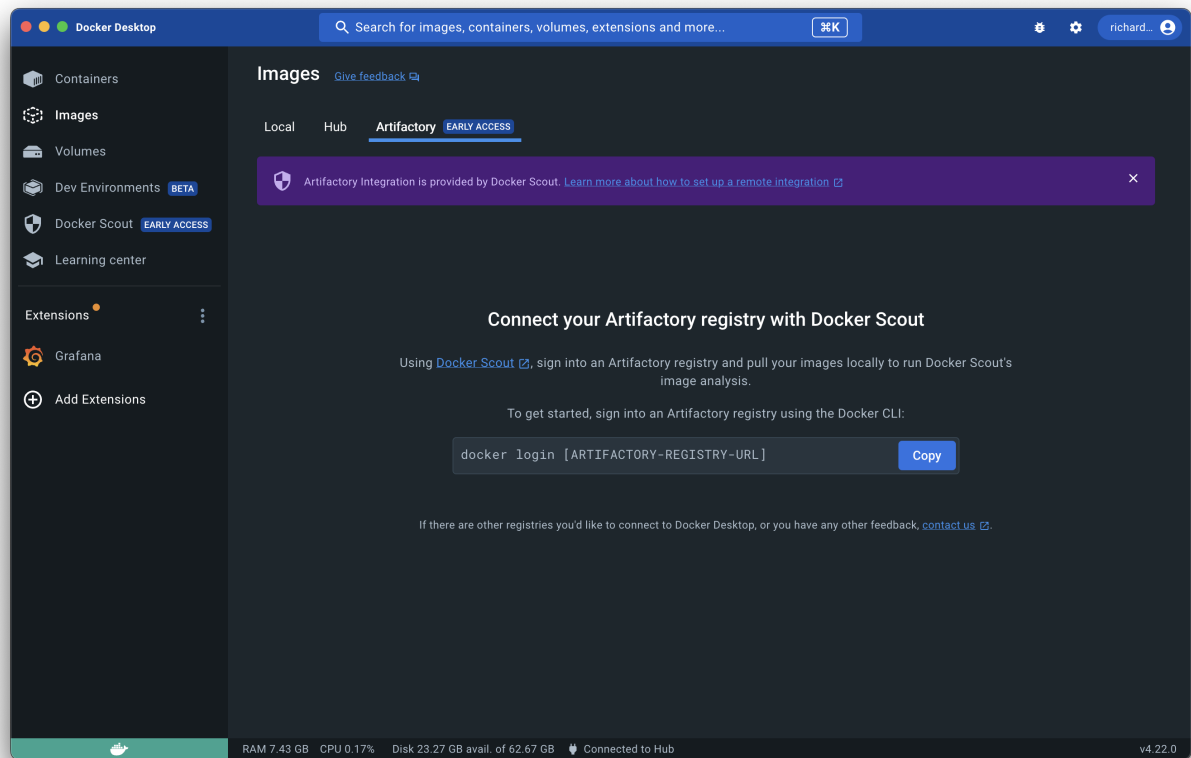 Docker Desktop
Search for images, containers, volumes, extensions and more...
⌘K
richard...
Containers
Images
Volumes
Dev Environments BETA
Docker Scout EARLY ACCESS
Learning center
Extensions
Grafana
Add Extensions
Images Give feedback
Local Hub Artifactory EARLY ACCESS
Artifactory Integration is provided by Docker Scout. Learn more about how to set up a remote integration
Connect your Artifactory registry with Docker Scout
Using Docker Scout, sign into an Artifactory registry and pull your images locally to run Docker Scout's
image analysis.
To get started, sign into an Artifactory registry using the Docker CLI:
docker login [ARTIFACTORY-REGISTRY-URL]
Copy
If there are other registries you'd like to connect to Docker Desktop, or you have any other feedback, contact us.
RAM 7.43 GB CPU 0.17% Disk 23.27 GB avail. of 62.67 GB Connected to Hub
v4.22.0